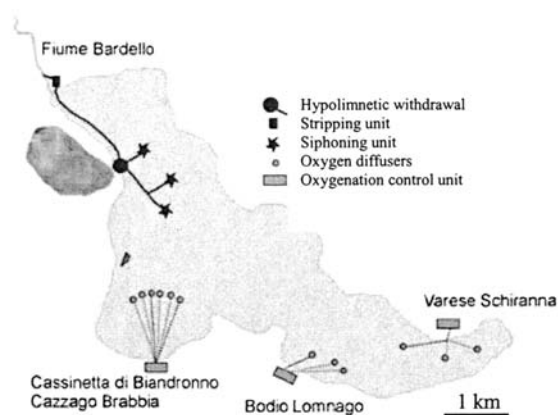 Fiume Bardello
Hypolimnetic withdrawal
Stripping unit
Siphoning unit
Oxygen diffusers
Oxygenation control unit
Varese Schiranna
Cassinetta di Biandronno
Cazzago Brabbia
Bodio Lomnago
1 km